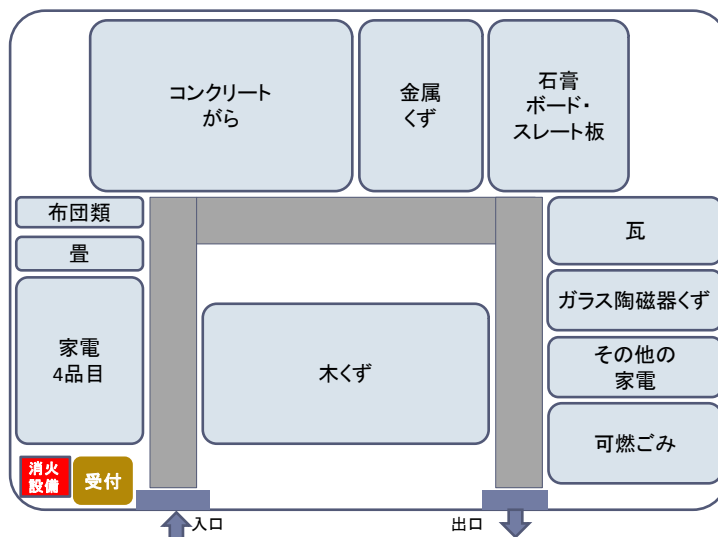 コンクリート
がら
金属
くず
石膏
ボード・
スレート板
布団類
畳
家電
4品目
木くず
瓦
ガラス陶磁器くず
その他の
家電
可燃ごみ
消火
設備
受付
入口
出口